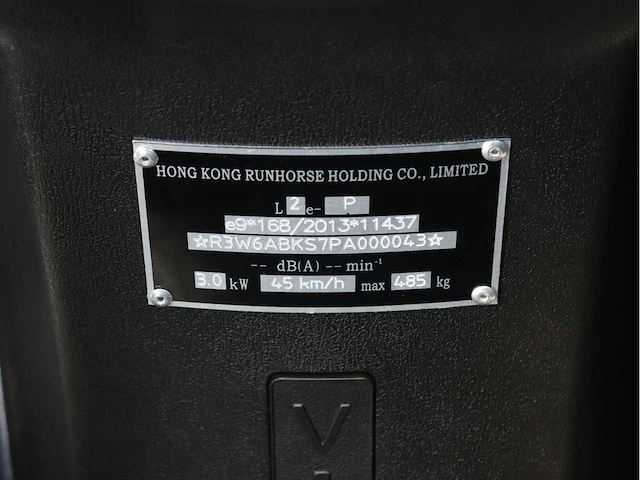 HONG KONG RUNHORSE HOLDING CO., LIMITED
L 2 e- P
e9*168/2013*11437
☆R3W6ABKS7PA000043☆
-- dB(A) -- min⁻¹
3.0 kW 45 km/h max 485 kg
V